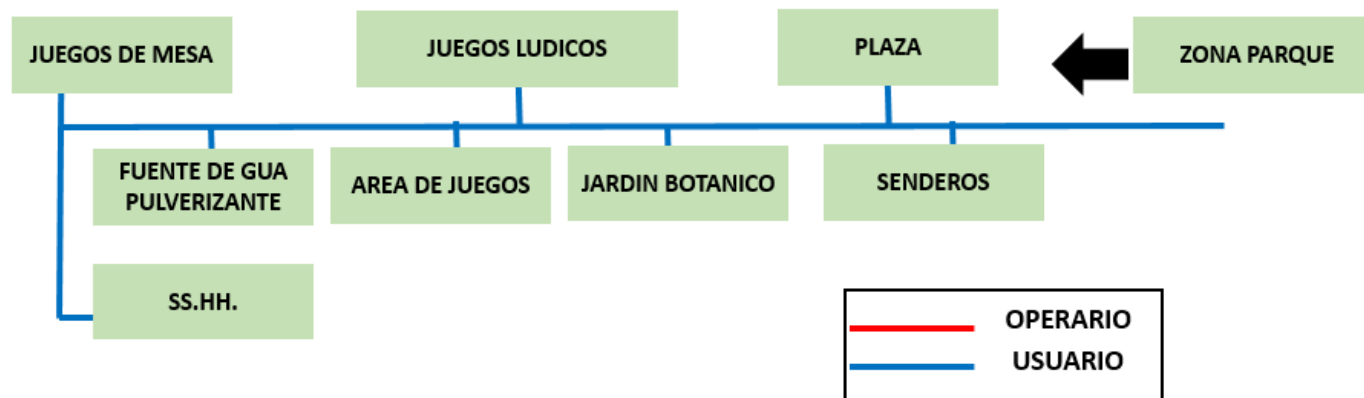 JUEGOS DE MESA
JUEGOS LUDICOS
PLAZA
ZONA PARQUE
FUENTE DE GUA
PULVERIZANTE
AREA DE JUEGOS
JARDIN BOTANICO
SENDEROS
SS.HH.
OPERARIO
USUARIO